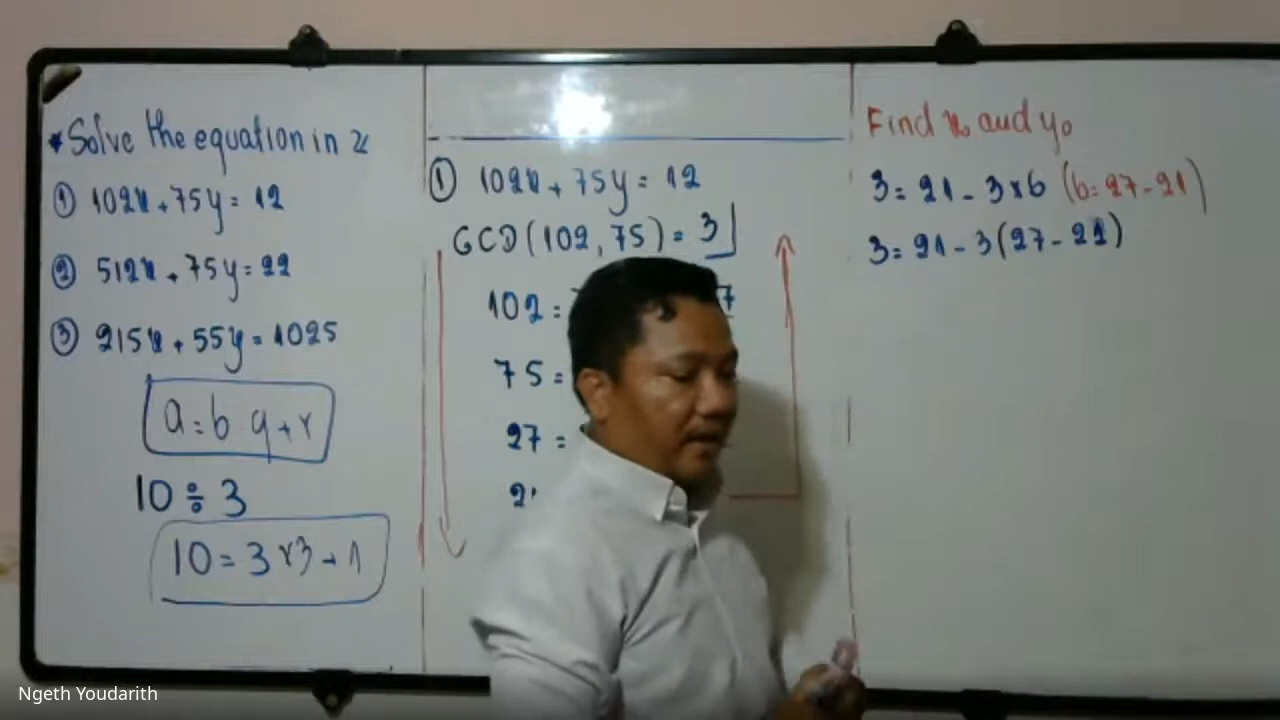 * Solve the equation in ℤ
① 102x + 75y = 12
② 512x + 75y = 22
③ 215x + 55y = 1025
a = b q + r
10 ÷ 3
10 = 3 × 3 + 1
① 102x + 75y = 12
GCD(102, 75) = 3
102 = 7
75 =
27 =
Find x₀ and y₀
3 = 21 - 3×6 (6 = 27 - 21)
3 = 21 - 3(27 - 21)
Ngeth Youdarith